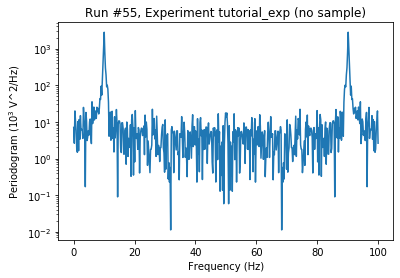 Run #55, Experiment tutorial_exp (no sample)
Periodogram (10³ V^2/Hz)
10³
10²
10¹
10⁰
10⁻¹
10⁻²
0 20 40 60 80 100
Frequency (Hz)